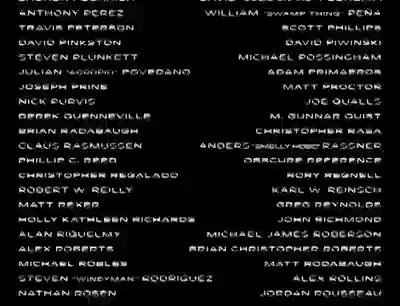 ANTHONY PEREZ WILLIAM "SWAMP THING" PEÑA
TRAVIS PETERSON SCOTT PHILLIPS
DAVID PINKSTON DAVID PIWINSKI
STEVEN PLUNKETT MICHAEL POSSINGHAM
JULIAN POVEDANO ADAM PRIMAEROS
JOSEPH PRINE MATT PROCTOR
NICK PURVIS JOE QUALLS
DEREK QUENNEVILLE M. GUNNAR QUIST
BRIAN RADABAUGH CHRISTOPHER RASA
CLAUS RASMUSSEN ANDERS "SMELLY HOBO" RASSNER
PHILLIP C. REED OBSCURE REFERENCE
CHRISTOPHER REGALADO RORY REGNELL
ROBERT W. REILLY KARL W. REINSCH
MATT REXER GREG REYNOLDS
HOLLY KATHLEEN RICHARDS JOHN RICHMOND
ALAN RIQUELMY MICHAEL JAMES ROBERSON
ALEX ROBERTS BRIAN CHRISTOPHER ROBERTS
MICHAEL ROBLES MATT RODABAUGH
STEVEN "WINDYMAN" RODRIGUEZ ALEX ROLLINS
NATHAN ROSEN JORDAN ROUSSEAU